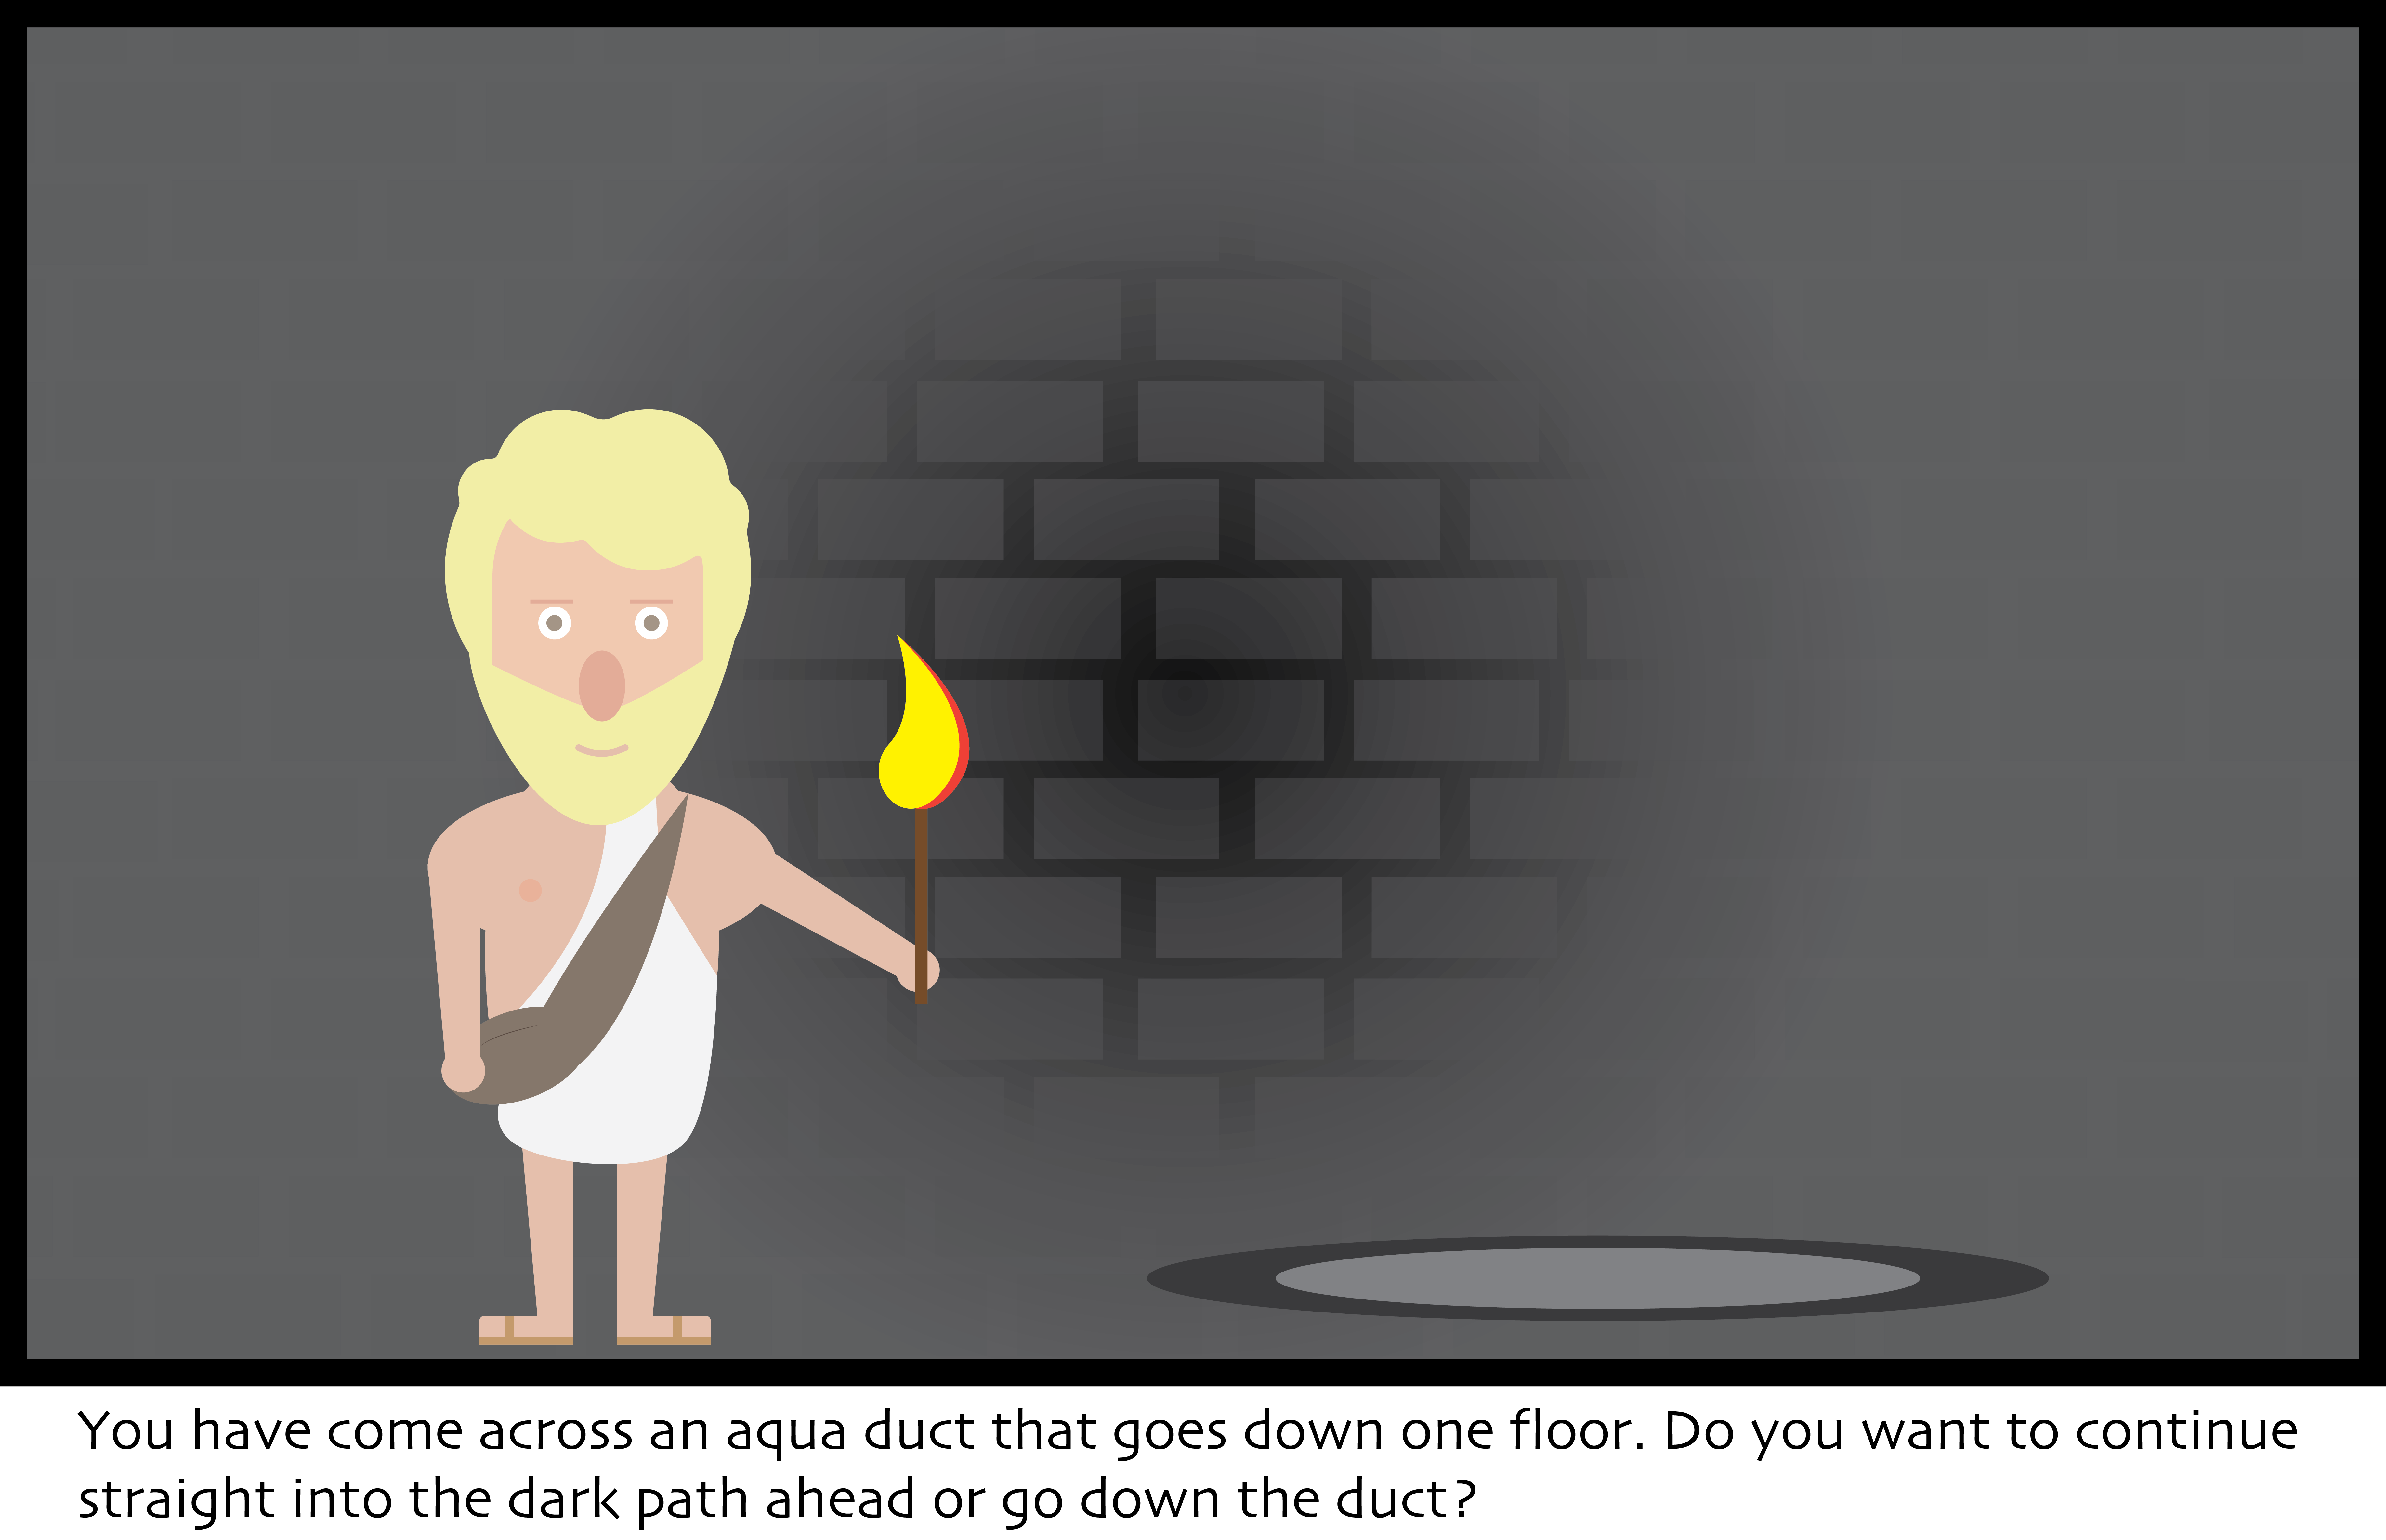 You have come across an aqua duct that goes down one floor. Do you want to continue
straight into the dark path ahead or go down the duct?